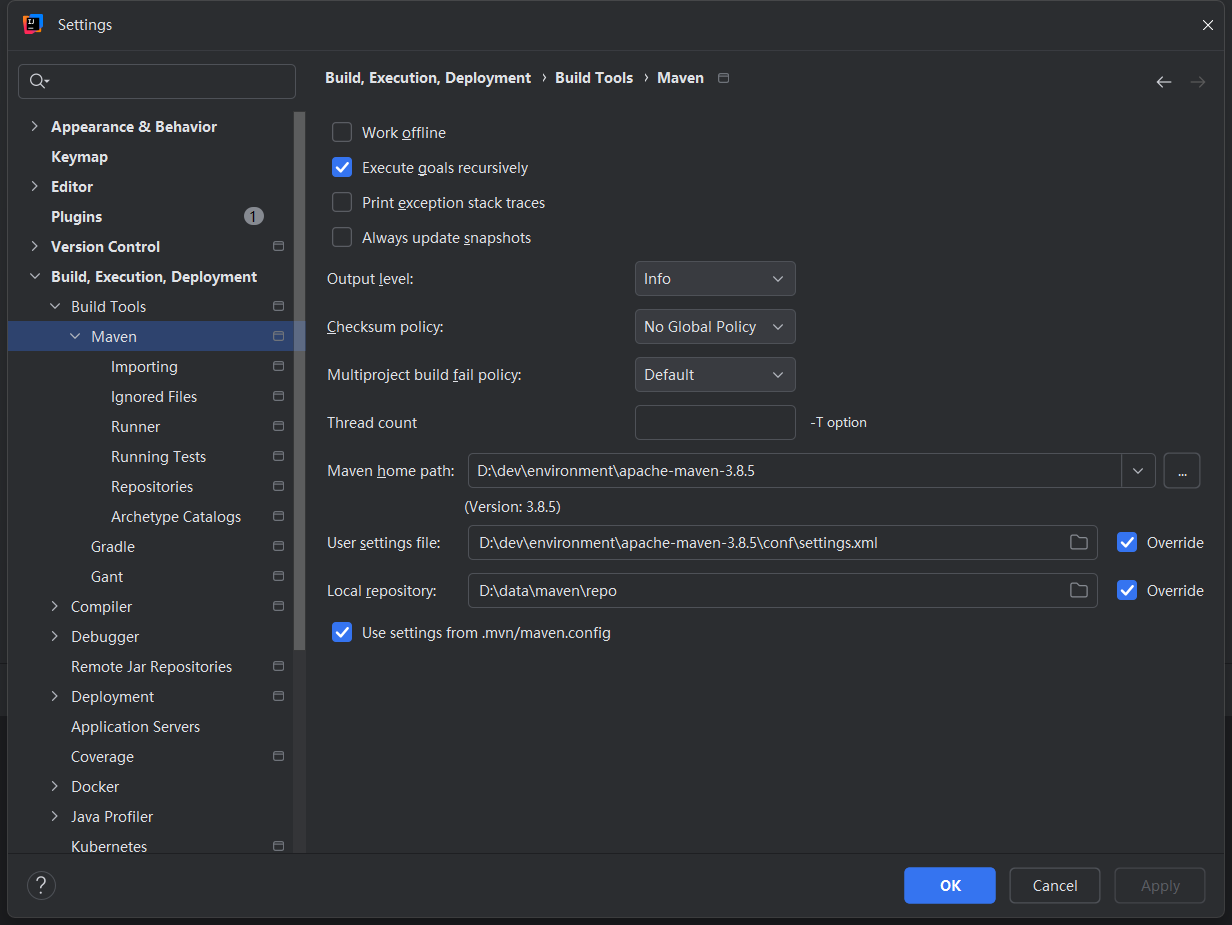 Settings
Build, Execution, Deployment › Build Tools › Maven
Appearance & Behavior
Keymap
Editor
Plugins 1
Version Control
Build, Execution, Deployment
Build Tools
Maven
Importing
Ignored Files
Runner
Running Tests
Repositories
Archetype Catalogs
Gradle
Gant
Compiler
Debugger
Remote Jar Repositories
Deployment
Application Servers
Coverage
Docker
Java Profiler
Kubernetes
Work offline
Execute goals recursively
Print exception stack traces
Always update snapshots
Output level: Info
Checksum policy: No Global Policy
Multiproject build fail policy: Default
Thread count -T option
Maven home path: D:\dev\environment\apache-maven-3.8.5 ...
(Version: 3.8.5)
User settings file: D:\dev\environment\apache-maven-3.8.5\conf\settings.xml Override
Local repository: D:\data\maven\repo Override
Use settings from .mvn/maven.config
? OK Cancel Apply